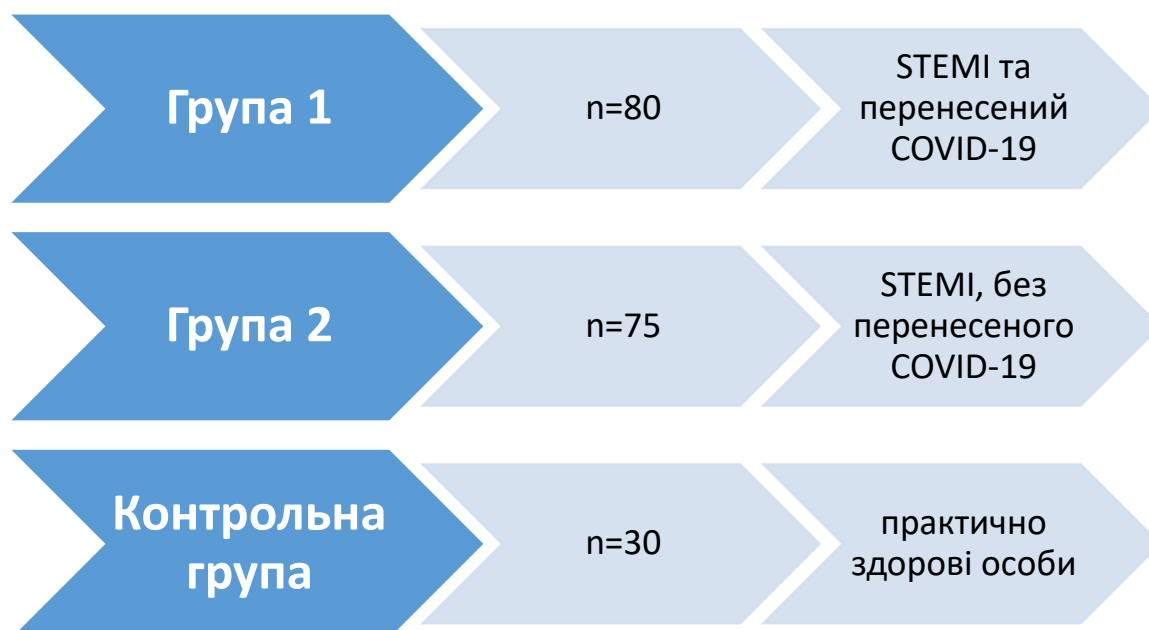 Група 1
n=80
STEMI та
перенесений
COVID-19
Група 2
n=75
STEMI, без
перенесеного
COVID-19
Контрольна
група
n=30
практично
здорові особи